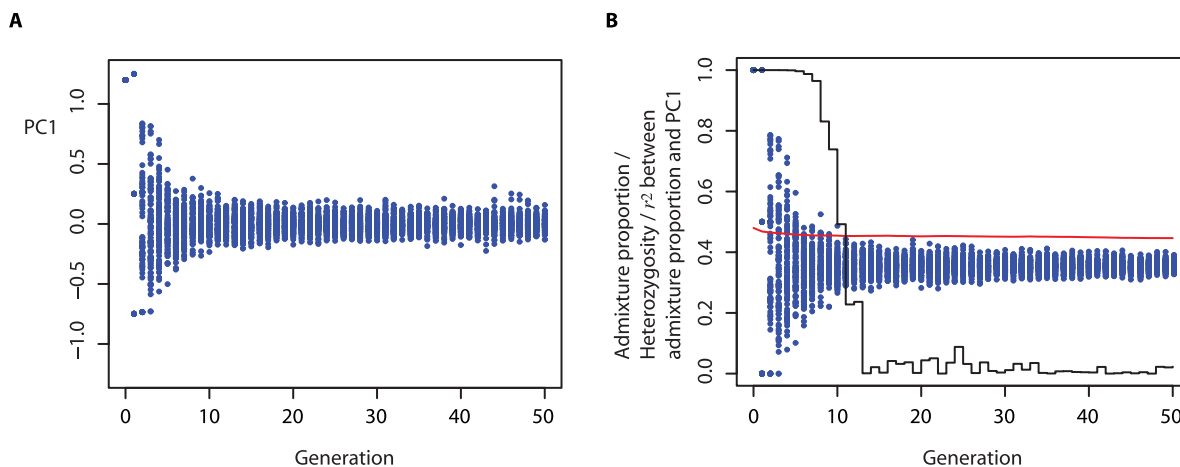 A
PC1
1.0
0.5
0.0
−0.5
−1.0
0 10 20 30 40 50
Generation
B
Admixture proportion /
Heterozygosity / r² between
admixture proportion and PC1
1.0
0.8
0.6
0.4
0.2
0.0
0 10 20 30 40 50
Generation